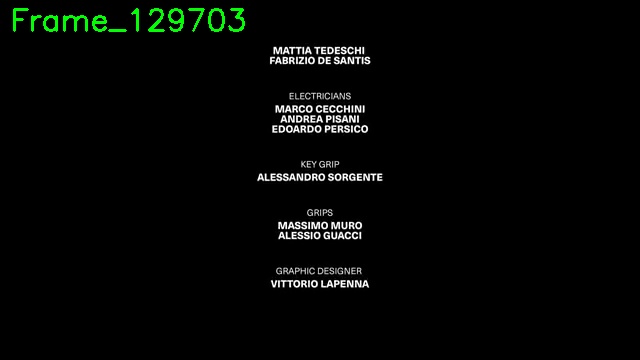 Frame_129703
MATTIA TEDESCHI
FABRIZIO DE SANTIS
ELECTRICIANS
MARCO CECCHINI
ANDREA PISANI
EDOARDO PERSICO
KEY GRIP
ALESSANDRO SORGENTE
GRIPS
MASSIMO MURO
ALESSIO GUACCI
GRAPHIC DESIGNER
VITTORIO LAPENNA